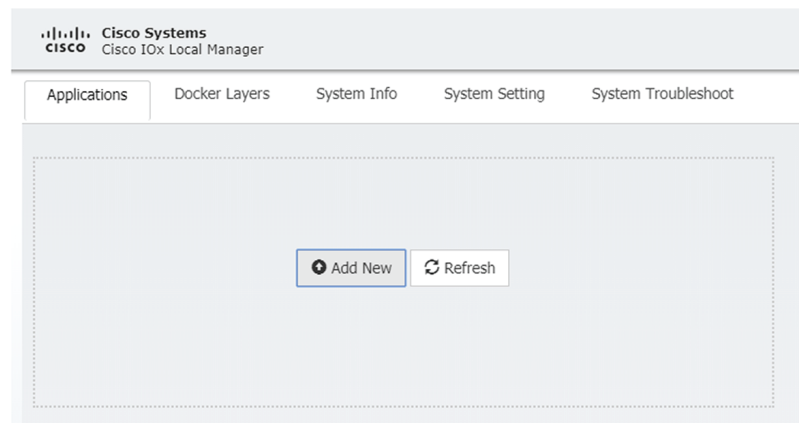 Cisco Systems
CISCO Cisco IOx Local Manager
Applications Docker Layers System Info System Setting System Troubleshoot
Add New Refresh